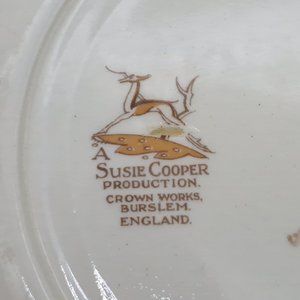 A
SUSIE COOPER
PRODUCTION.
CROWN WORKS,
BURSLEM.
ENGLAND.